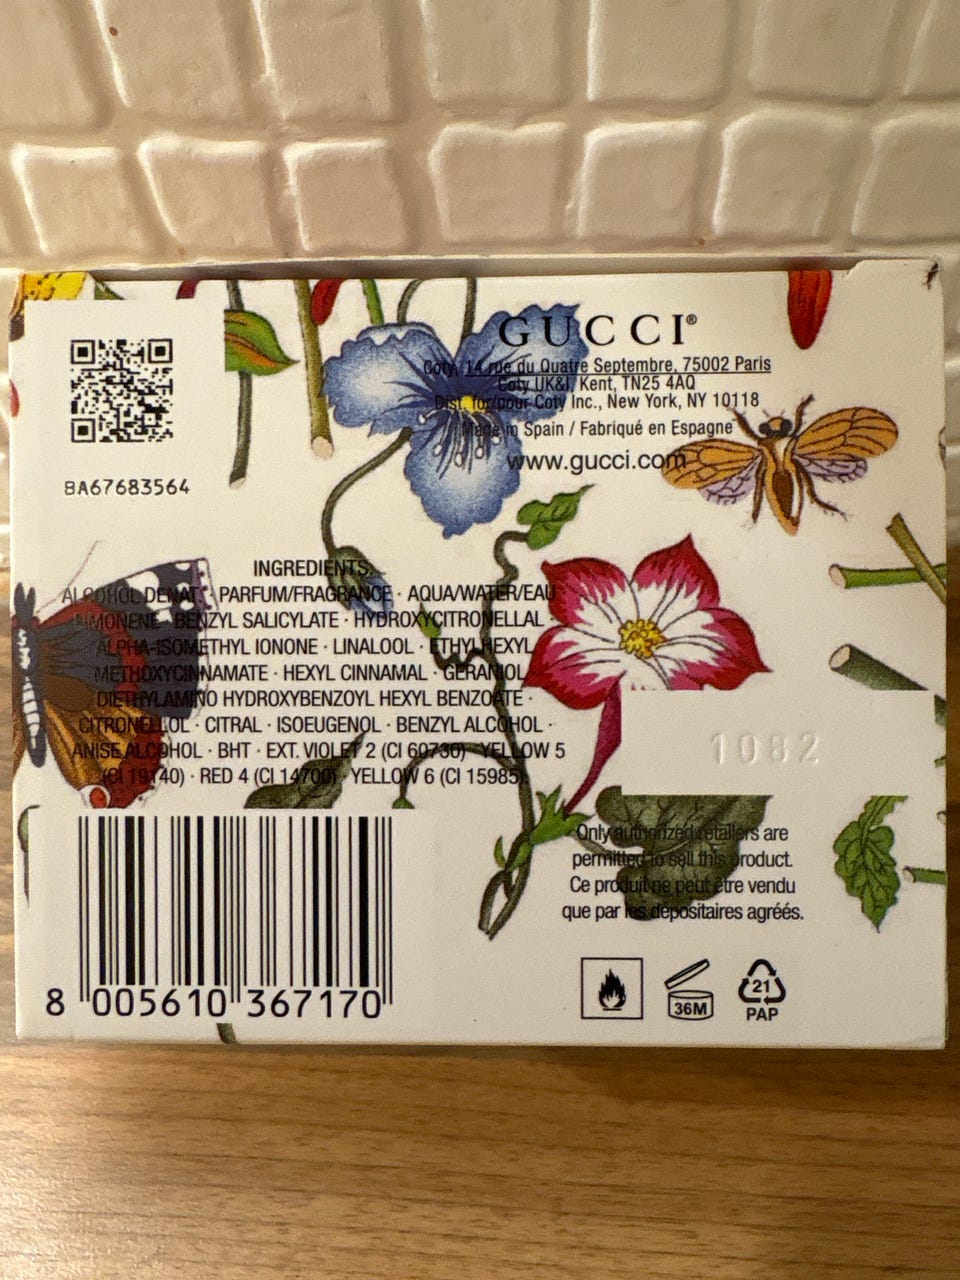 GUCCI®
Coty, 14 rue du Quatre Septembre, 75002 Paris
Coty UK&I, Kent, TN25 4AQ
Dist. for/pour Coty Inc., New York, NY 10118
Made in Spain / Fabriqué en Espagne
www.gucci.com
BA67683564
INGREDIENTS:
ALCOHOL DENAT. · PARFUM/FRAGRANCE · AQUA/WATER/EAU ·
LIMONENE · BENZYL SALICYLATE · HYDROXYCITRONELLAL ·
ALPHA-ISOMETHYL IONONE · LINALOOL · ETHYLHEXYL
METHOXYCINNAMATE · HEXYL CINNAMAL · GERANIOL ·
DIETHYLAMINO HYDROXYBENZOYL HEXYL BENZOATE ·
CITRONELLOL · CITRAL · ISOEUGENOL · BENZYL ALCOHOL ·
ANISE ALCOHOL · BHT · EXT. VIOLET 2 (CI 60730) · YELLOW 5
(CI 19140) · RED 4 (CI 14700) · YELLOW 6 (CI 15985).
1082
Only authorized retailers are
permitted to sell this product.
Ce produit ne peut être vendu
que par les dépositaires agréés.
8 005610 367170
36M
21
PAP